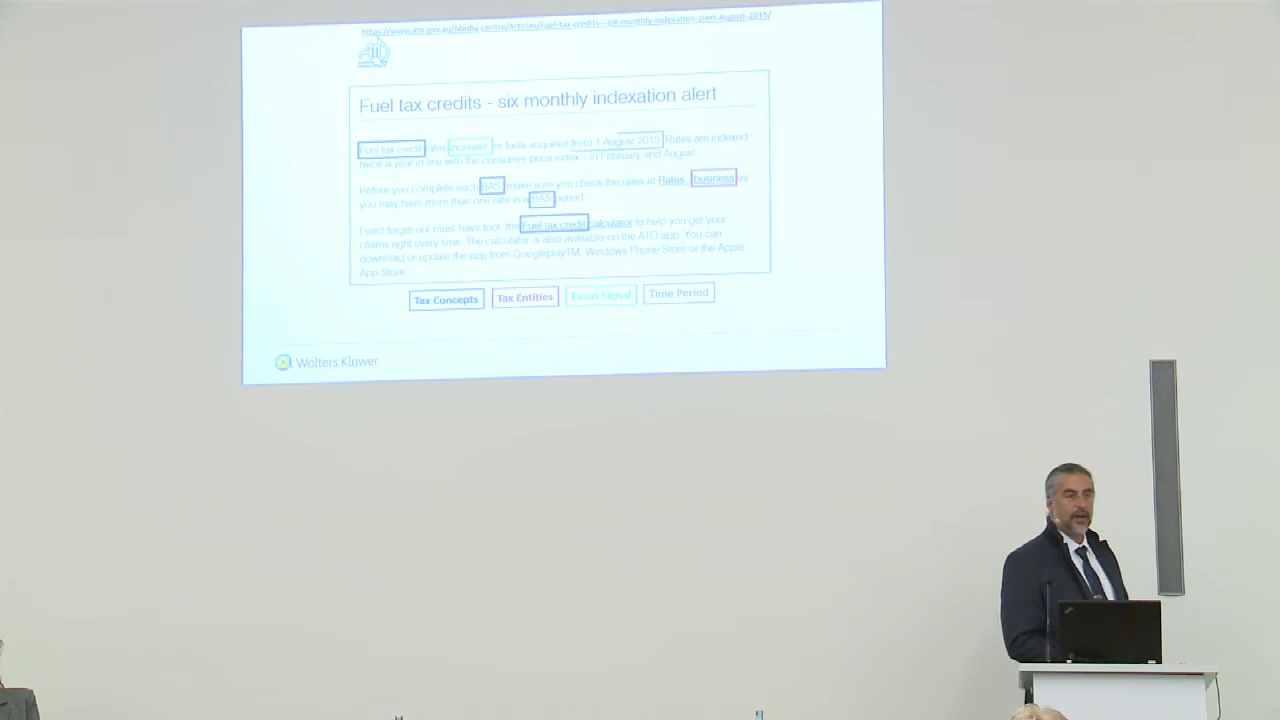 https://www.ato.gov.au/Media-centre/Articles/Fuel-tax-credits---six-monthly-indexation-alert-August-2015/
Fuel tax credits - six monthly indexation alert
Fuel tax credit rates increase for fuels acquired from 1 August 2015 Rates are indexed
twice a year in line with the consumer price index – in February and August
Before you complete each BAS make sure you check the rates at Rates business as
you may have more than one rate in a BAS period
Don't forget our must-have tool, the Fuel tax credit calculator to help you get your
claims right every time. The calculator is also available on the ATO app. You can
download or update the app from GoogleplayTM, Windows Phone Store or the Apple
App Store
Tax Concepts Tax Entities Event Signal Time Period
Wolters Kluwer